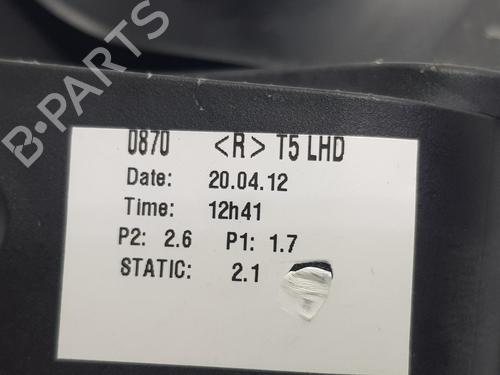 B-PARTS
0870 <R> T5 LHD
Date: 20.04.12
Time: 12h41
P2: 2.6 P1: 1.7
STATIC: 2.1